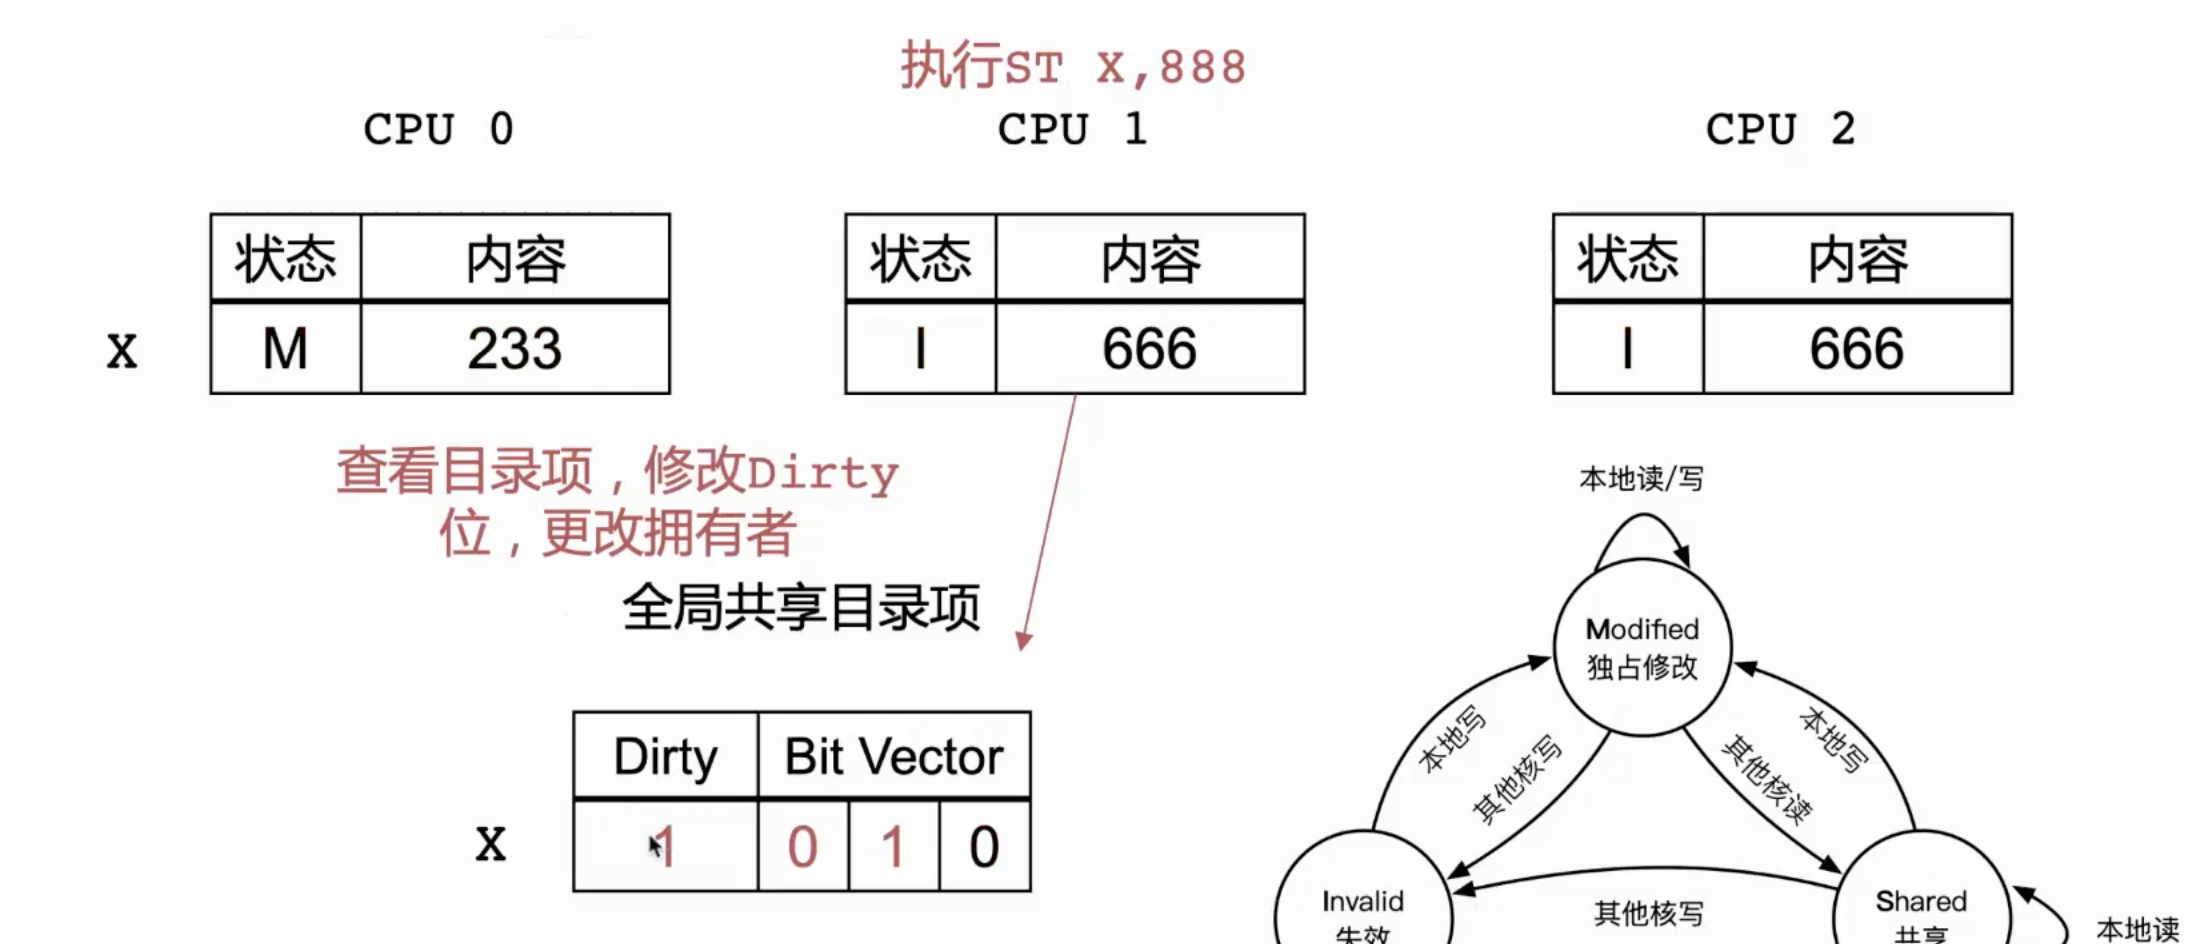 执行ST X,888
CPU 0
CPU 1
CPU 2
状态 内容
状态 内容
状态 内容
X
M 233
I 666
I 666
查看目录项，修改Dirty
位，更改拥有者
全局共享目录项
Dirty Bit Vector
X
1 0 1 0
本地读/写
Modified
独占修改
本地写
其他核写
其他核读
本地写
Invalid
失效
其他核写
Shared
共享
本地读